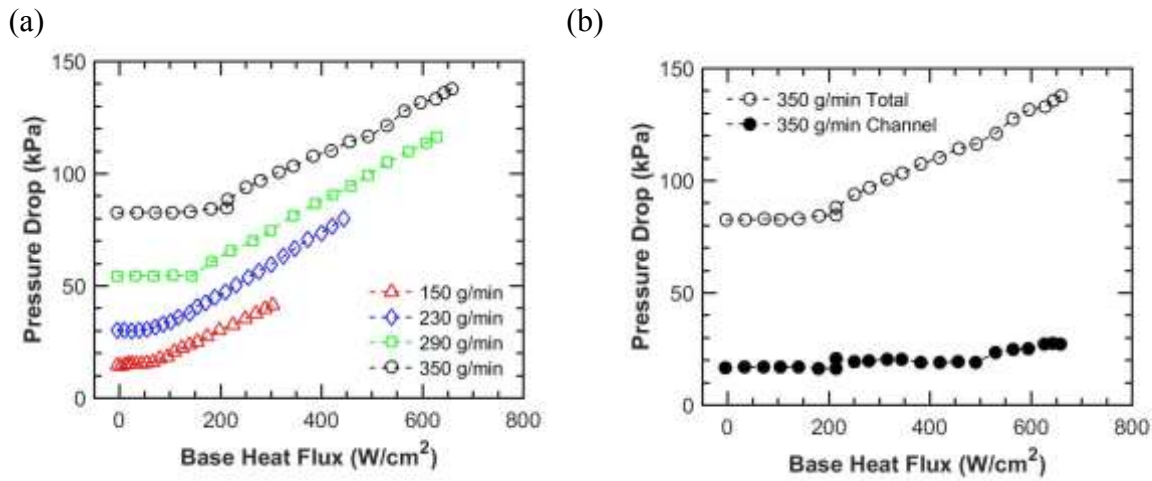 (a)
(b)
Pressure Drop (kPa)
150
100
50
0
150 g/min
230 g/min
290 g/min
350 g/min
0
200
400
600
800
Base Heat Flux (W/cm²)
Pressure Drop (kPa)
150
100
50
0
350 g/min Total
350 g/min Channel
0
200
400
600
800
Base Heat Flux (W/cm²)